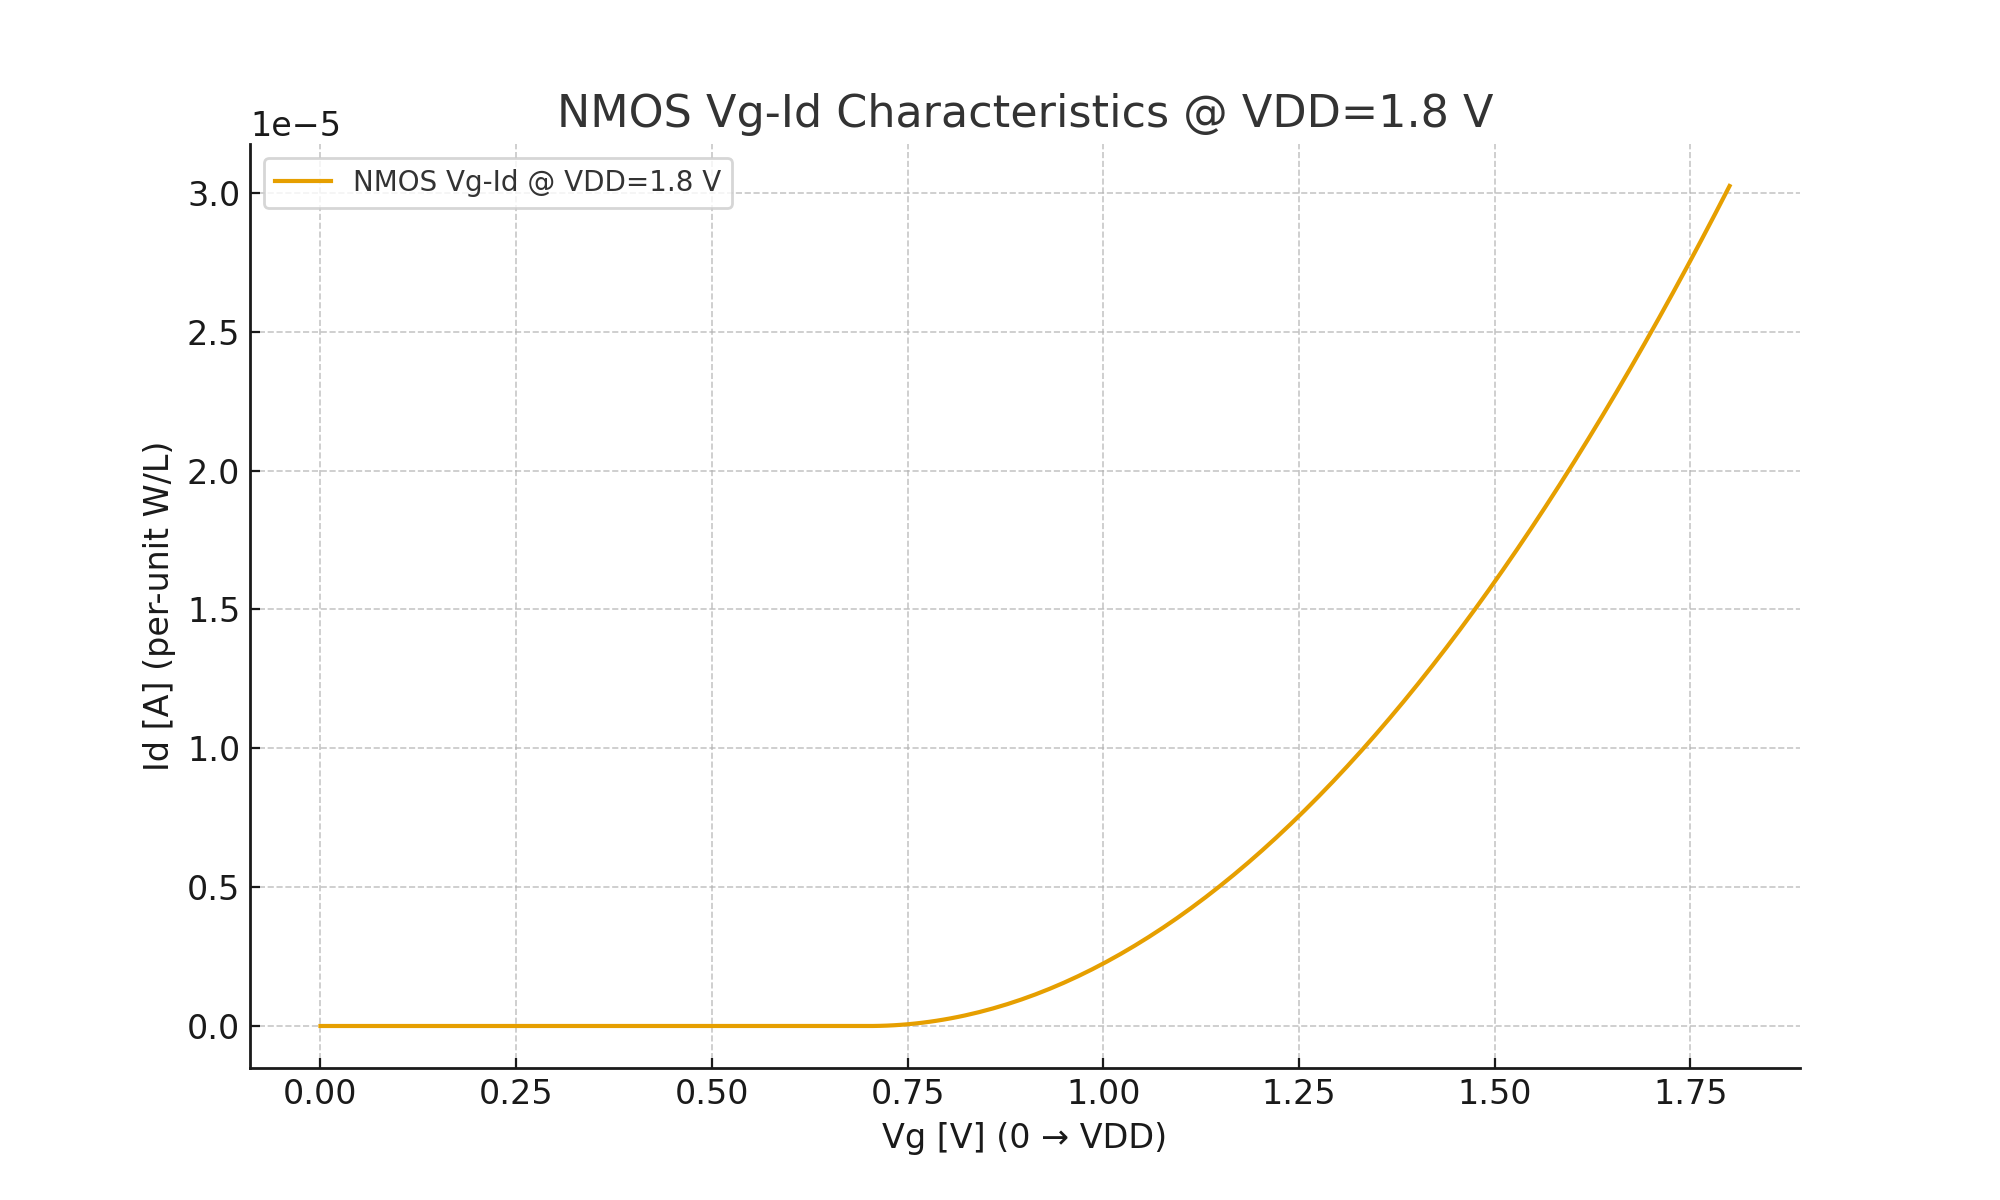 NMOS Vg-Id Characteristics @ VDD=1.8 V
1e−5
NMOS Vg-Id @ VDD=1.8 V
3.0
2.5
2.0
1.5
1.0
0.5
0.0
Id [A] (per-unit W/L)
0.00 0.25 0.50 0.75 1.00 1.25 1.50 1.75
Vg [V] (0 → VDD)